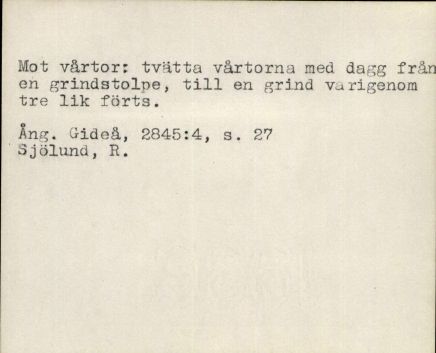 Mot vårtor: tvätta vårtorna med dagg från
en grindstolpe, till en grind varigenom
tre lik förts.
Ång. Gideå, 2845:4, s. 27
Sjölund, R.